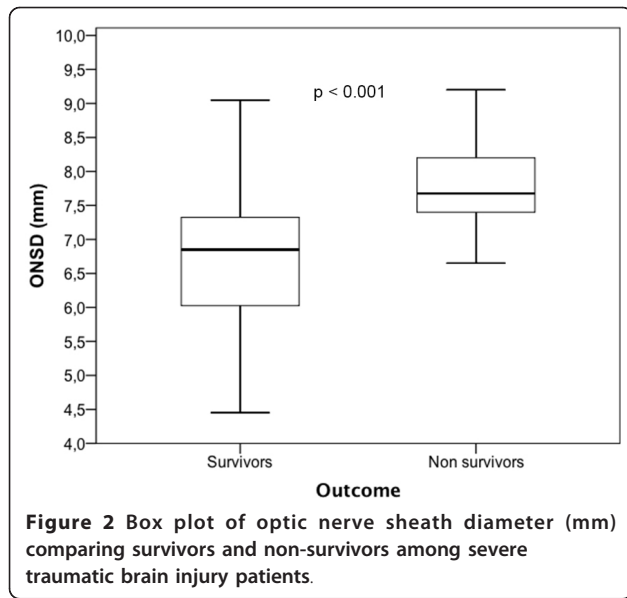 10,0
9,5
9,0
8,5
8,0
7,5
7,0
6,5
6,0
5,5
5,0
4,5
4,0
ONSD (mm)
p < 0.001
Survivors
Non survivors
Outcome
Figure 2 Box plot of optic nerve sheath diameter (mm)
comparing survivors and non-survivors among severe
traumatic brain injury patients.